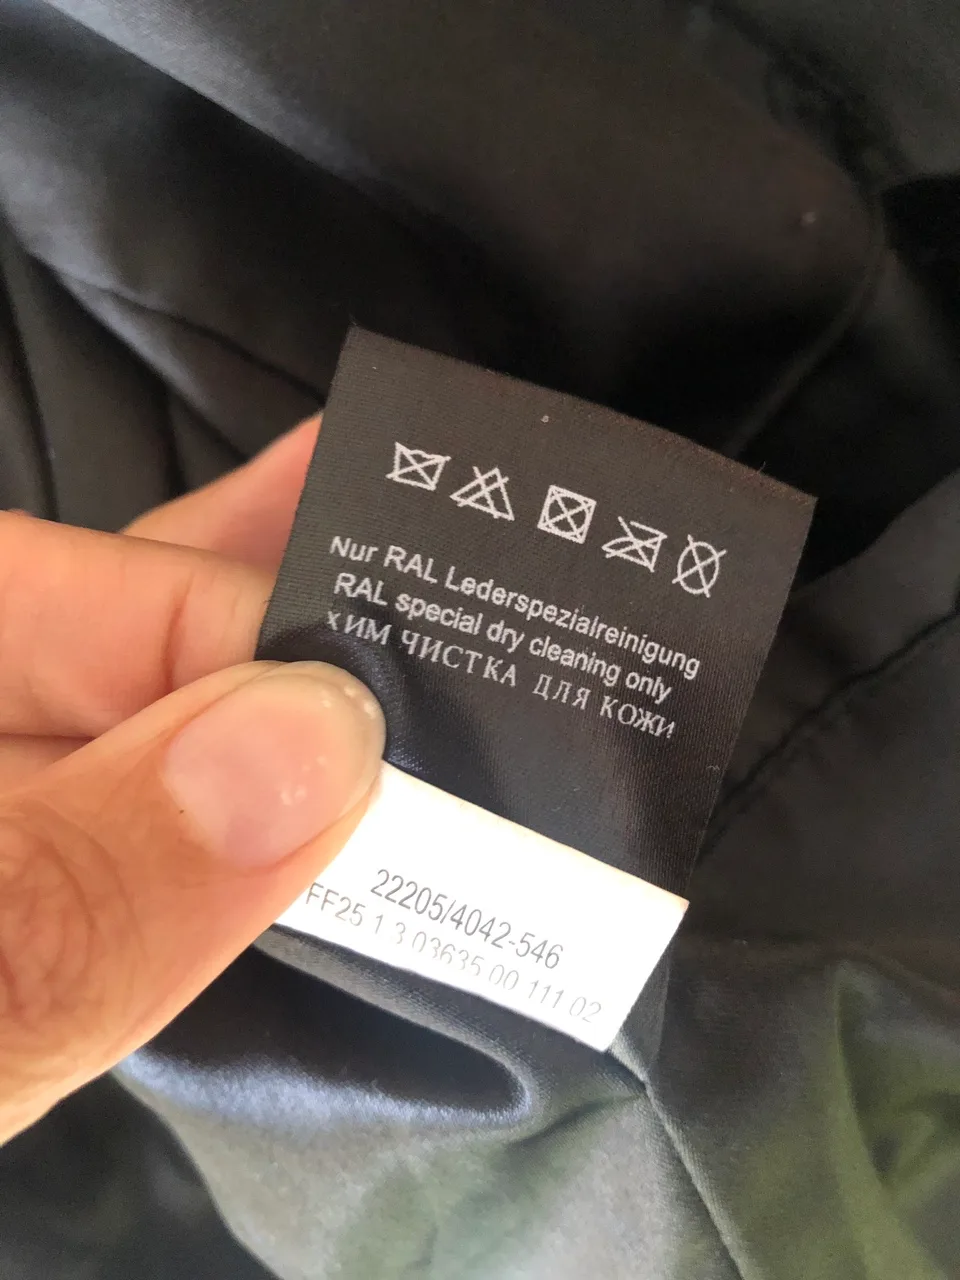 Nur RAL Lederspezialreinigung
RAL special dry cleaning only
ХИМ ЧИСТКА ДЛЯ КОЖИ
22205/4042-546
FF25 1 3 03635 00 111 02